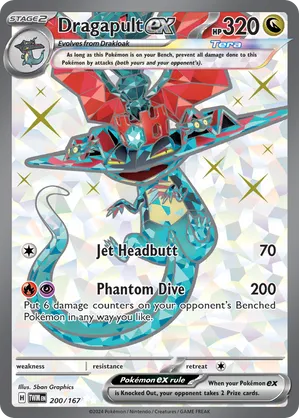 STAGE 2 Dragapult ex HP 320
Evolves from Drakloak
Tera
As long as this Pokémon is on your Bench, prevent all damage done to this
Pokémon by attacks (both yours and your opponent's).
Jet Headbutt 70
Phantom Dive 200
Put 6 damage counters on your opponent's Benched
Pokémon in any way you like.
weakness resistance retreat
Pokémon ex rule When your Pokémon ex
is Knocked Out, your opponent takes 2 Prize cards.
Illus. 5ban Graphics
H TWM EN 200/167
©2024 Pokémon / Nintendo / Creatures / GAME FREAK